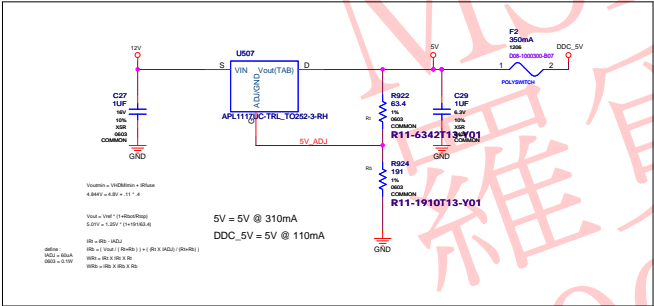 F2
350mA
1206
D08-1000300-B07
12V
U507
5V
DDC_5V
S
VIN
Vout(TAB)
D
1
2
POLYSWITCH
ADJ/GND
G
C27
1UF
16V
10%
X5R
0603
COMMON
APL1117UC-TRL_TO252-3-RH
Rt
R922
63.4
1%
0603
COMMON
R11-6342T13-Y01
C29
1UF
6.3V
10%
X5R
COMMON
GND
5V_ADJ
GND
Rb
R924
191
1%
0603
COMMON
R11-1910T13-Y01
GND
Voutmin = VHDMImin + IRfuse
4.844V = 4.8V + .11* .4
Vout = Vref * (1+Rbot/Rtop)
5.01V = 1.25V * (1+191/63.4)
5V = 5V @ 310mA
DDC_5V = 5V @ 110mA
IRt = IRb - IADJ
define :
IRb = ( Vout / ( Rt+Rb ) ) + ( (Rt X IADJ) / (Rt+Rb) )
IADJ = 60uA
WRt = IRt X IRt X Rt
0603 = 0.1W
WRb = IRb X IRb X Rb